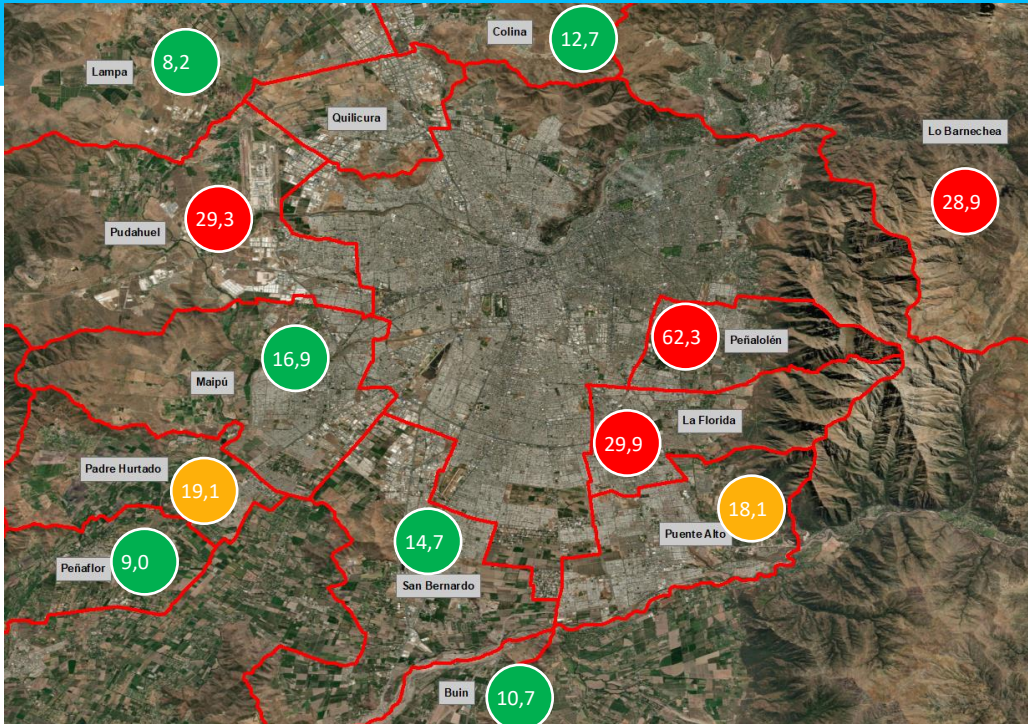 Colina
12,7
Lampa
8,2
Quilicura
Lo Barnechea
28,9
Pudahuel
29,3
62,3
Peñalolén
16,9
Maipú
La Florida
29,9
Padre Hurtado
19,1
18,1
Puente Alto
14,7
San Bernardo
Peñaflor
9,0
Buin
10,7